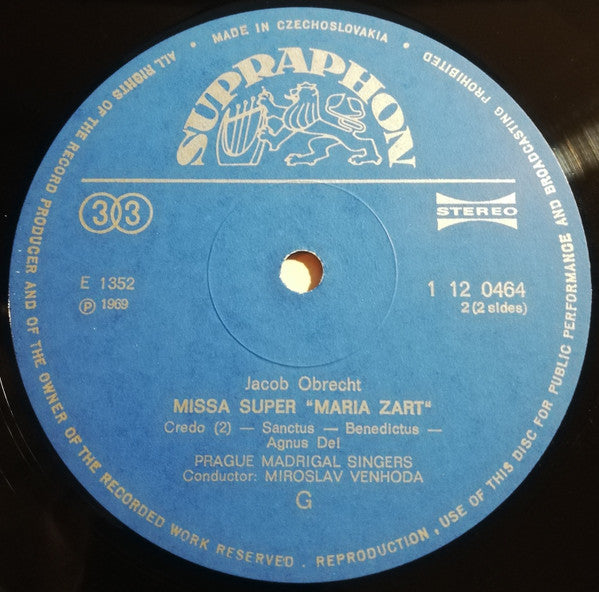 • MADE IN CZECHOSLOVAKIA •
ALL RIGHTS OF THE RECORD PRODUCER AND OF THE OWNER OF THE RECORDED WORK RESERVED . REPRODUCTION, USE OF THIS DISC FOR PUBLIC PERFORMANCE AND BROADCASTING PROHIBITED
SUPRAPHON
33
STEREO
E 1352
℗ 1969
1 12 0464
2 (2 sides)
Jacob Obrecht
MISSA SUPER "MARIA ZART"
Credo (2) — Sanctus — Benedictus —
Agnus Dei
PRAGUE MADRIGAL SINGERS
Conductor: MIROSLAV VENHODA
G